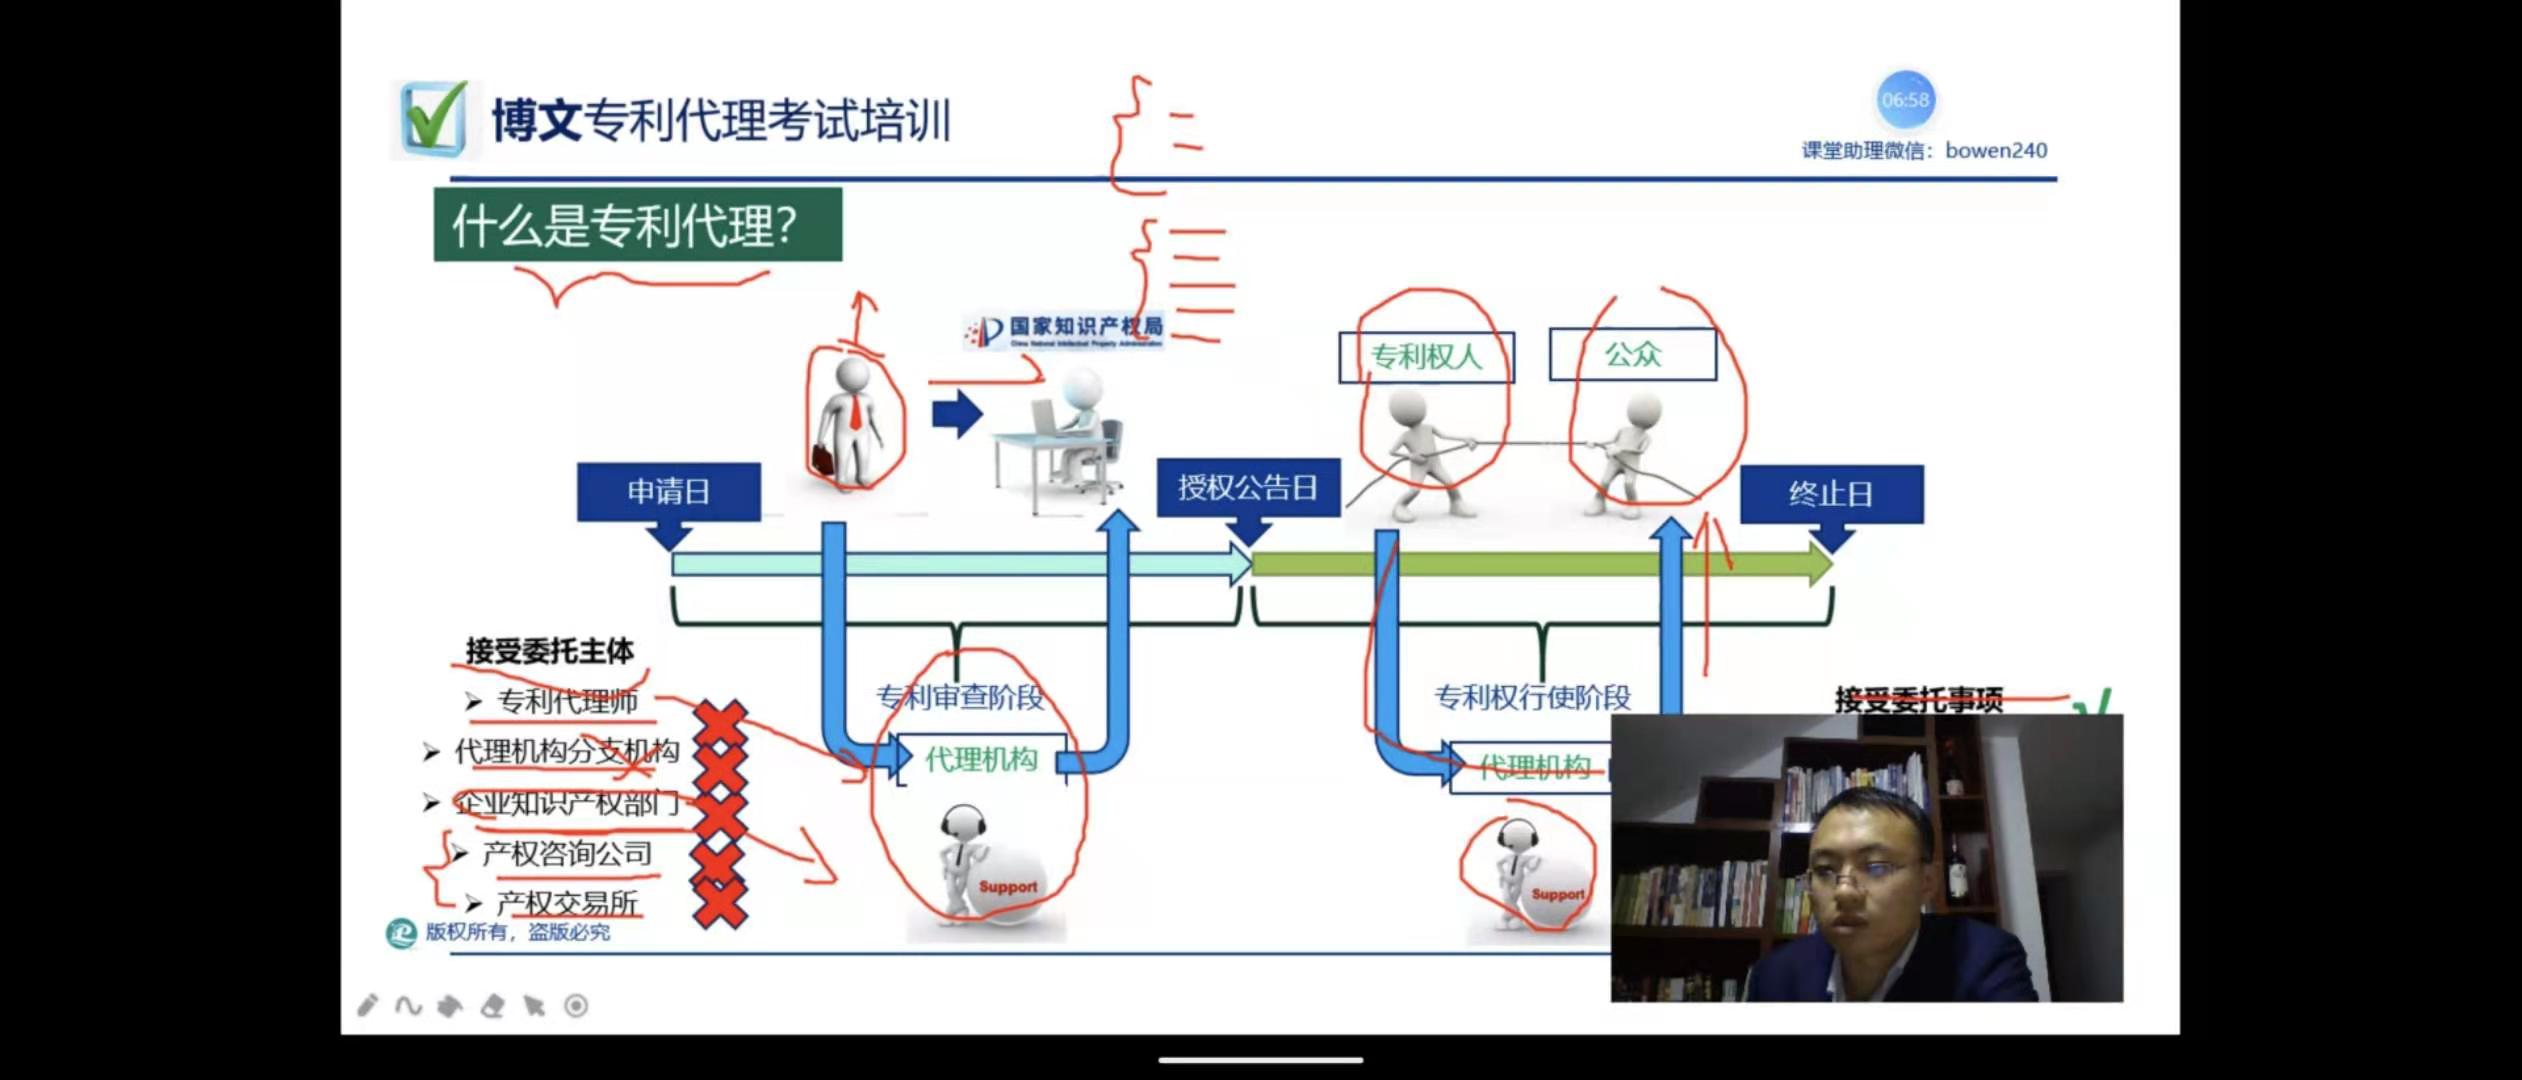 博文专利代理考试培训
06:58
课堂助理微信：bowen240
什么是专利代理？
国家知识产权局
China National Intellectual Property Administration
专利权人
公众
申请日
授权公告日
终止日
接受委托主体
专利代理师
代理机构分支机构
企业知识产权部门
产权咨询公司
产权交易所
专利审查阶段
代理机构
Support
专利权行使阶段
代理机构
Support
接受委托事项
版权所有，盗版必究